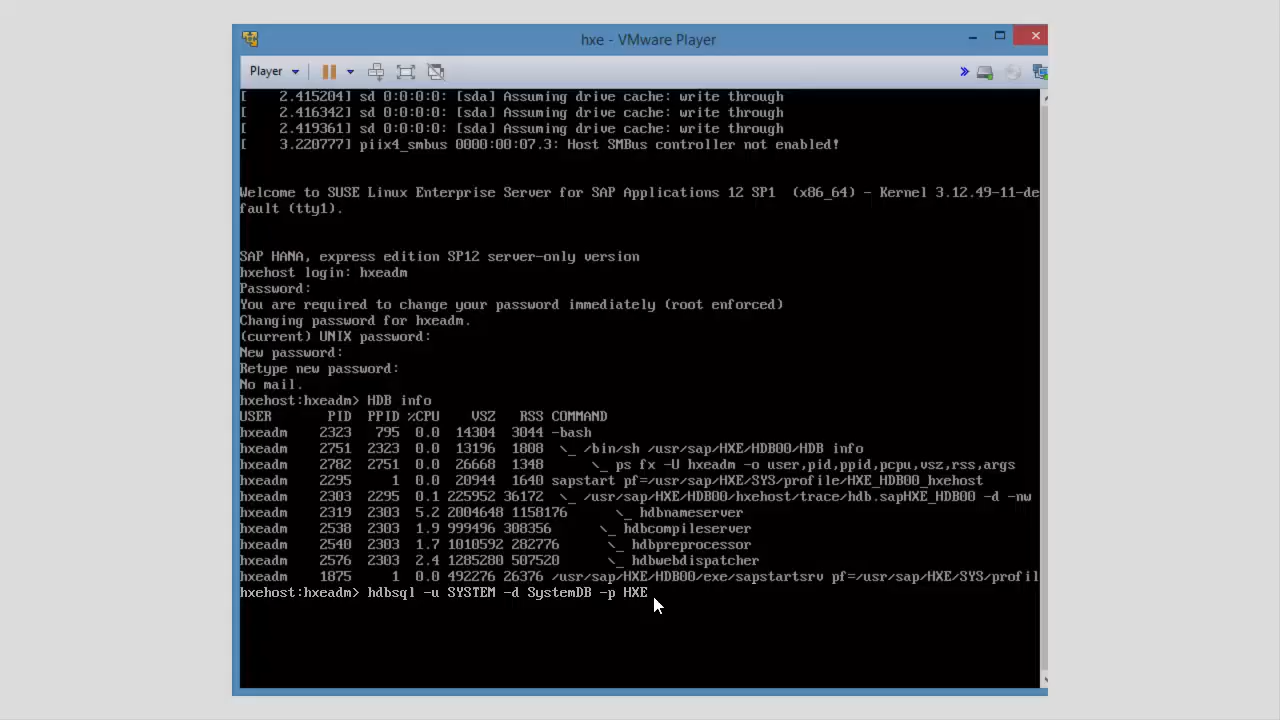 hxe - VMware Player
Player
[    2.415204] sd 0:0:0:0: [sda] Assuming drive cache: write through
[    2.416342] sd 0:0:0:0: [sda] Assuming drive cache: write through
[    2.419361] sd 0:0:0:0: [sda] Assuming drive cache: write through
[    3.220777] piix4_smbus 0000:00:07.3: Host SMBus controller not enabled!
Welcome to SUSE Linux Enterprise Server for SAP Applications 12 SP1  (x86_64) - Kernel 3.12.49-11-de
fault (tty1).
SAP HANA, express edition SP12 server-only version
hxehost login: hxeadm
Password:
You are required to change your password immediately (root enforced)
Changing password for hxeadm.
(current) UNIX password:
New password:
Retype new password:
No mail.
hxehost:hxeadm> HDB info
USER       PID  PPID %CPU    VSZ   RSS COMMAND
hxeadm    2323   795  0.0  14304  3044 -bash
hxeadm    2751  2323  0.0  13196  1808  \_ /bin/sh /usr/sap/HXE/HDB00/HDB info
hxeadm    2782  2751  0.0  26668  1348      \_ ps fx -U hxeadm -o user,pid,ppid,pcpu,vsz,rss,args
hxeadm    2295     1  0.0  20944  1640 sapstart pf=/usr/sap/HXE/SYS/profile/HXE_HDB00_hxehost
hxeadm    2303  2295  0.1 225952 36172  \_ /usr/sap/HXE/HDB00/hxehost/trace/hdb.sapHXE_HDB00 -d -nw
hxeadm    2319  2303  5.2 2004648 1158176      \_ hdbnameserver
hxeadm    2538  2303  1.9 999496 308356      \_ hdbcompileserver
hxeadm    2540  2303  1.7 1010592 282776      \_ hdbpreprocessor
hxeadm    2576  2303  2.4 1285280 507520      \_ hdbwebdispatcher
hxeadm    1875     1  0.0 492276 26376 /usr/sap/HXE/HDB00/exe/sapstartsrv pf=/usr/sap/HXE/SYS/profil
hxehost:hxeadm> hdbsql -u SYSTEM -d SystemDB -p HXE